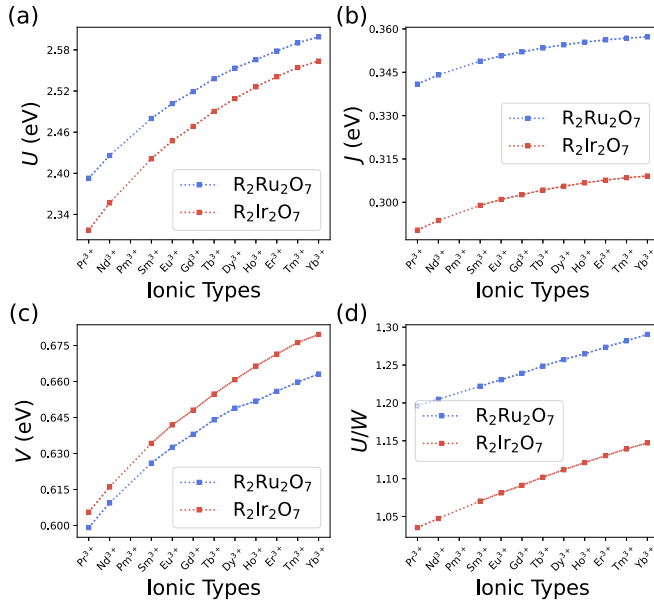 (a)
U (eV)
2.58
2.52
2.46
2.40
2.34
R₂Ru₂O₇
R₂Ir₂O₇
Pr³⁺ Nd³⁺ Pm³⁺ Sm³⁺ Eu³⁺ Gd³⁺ Tb³⁺ Dy³⁺ Ho³⁺ Er³⁺ Tm³⁺ Yb³⁺
Ionic Types
(b)
J (eV)
0.360
0.345
0.330
0.315
0.300
R₂Ru₂O₇
R₂Ir₂O₇
Pr³⁺ Nd³⁺ Pm³⁺ Sm³⁺ Eu³⁺ Gd³⁺ Tb³⁺ Dy³⁺ Ho³⁺ Er³⁺ Tm³⁺ Yb³⁺
Ionic Types
(c)
V (eV)
0.675
0.660
0.645
0.630
0.615
0.600
R₂Ru₂O₇
R₂Ir₂O₇
Pr³⁺ Nd³⁺ Pm³⁺ Sm³⁺ Eu³⁺ Gd³⁺ Tb³⁺ Dy³⁺ Ho³⁺ Er³⁺ Tm³⁺ Yb³⁺
Ionic Types
(d)
U/W
1.30
1.25
1.20
1.15
1.10
1.05
R₂Ru₂O₇
R₂Ir₂O₇
Pr³⁺ Nd³⁺ Pm³⁺ Sm³⁺ Eu³⁺ Gd³⁺ Tb³⁺ Dy³⁺ Ho³⁺ Er³⁺ Tm³⁺ Yb³⁺
Ionic Types